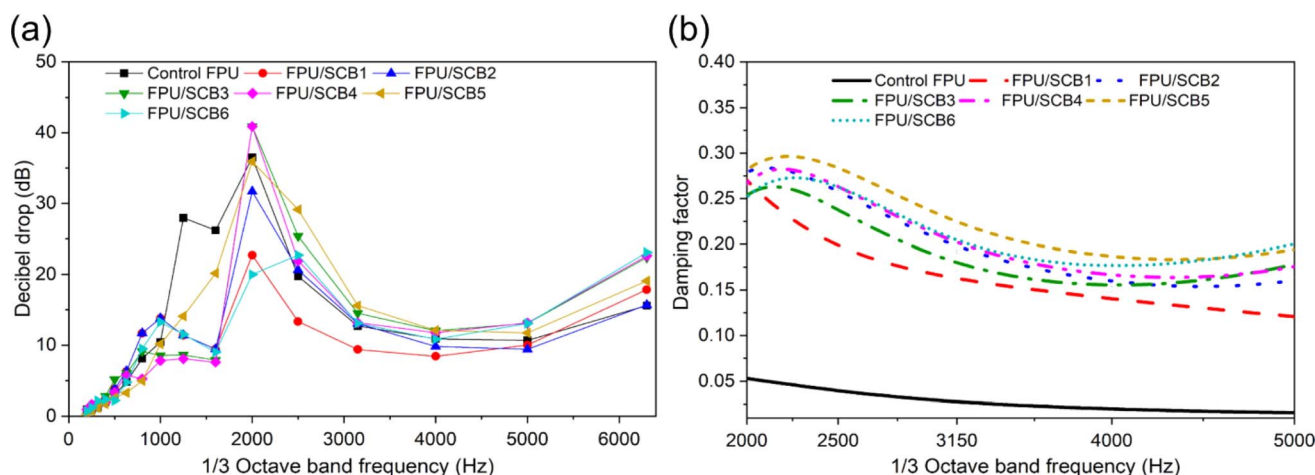 (a)
50
40
30
20
10
0
Decibel drop (dB)
Control FPU FPU/SCB1 FPU/SCB2
FPU/SCB3 FPU/SCB4 FPU/SCB5
FPU/SCB6
0 1000 2000 3000 4000 5000 6000
1/3 Octave band frequency (Hz)
(b)
0.40
0.35
0.30
0.25
0.20
0.15
0.10
0.05
Damping factor
Control FPU FPU/SCB1 FPU/SCB2
FPU/SCB3 FPU/SCB4 FPU/SCB5
FPU/SCB6
2000 2500 3150 4000 5000
1/3 Octave band frequency (Hz)